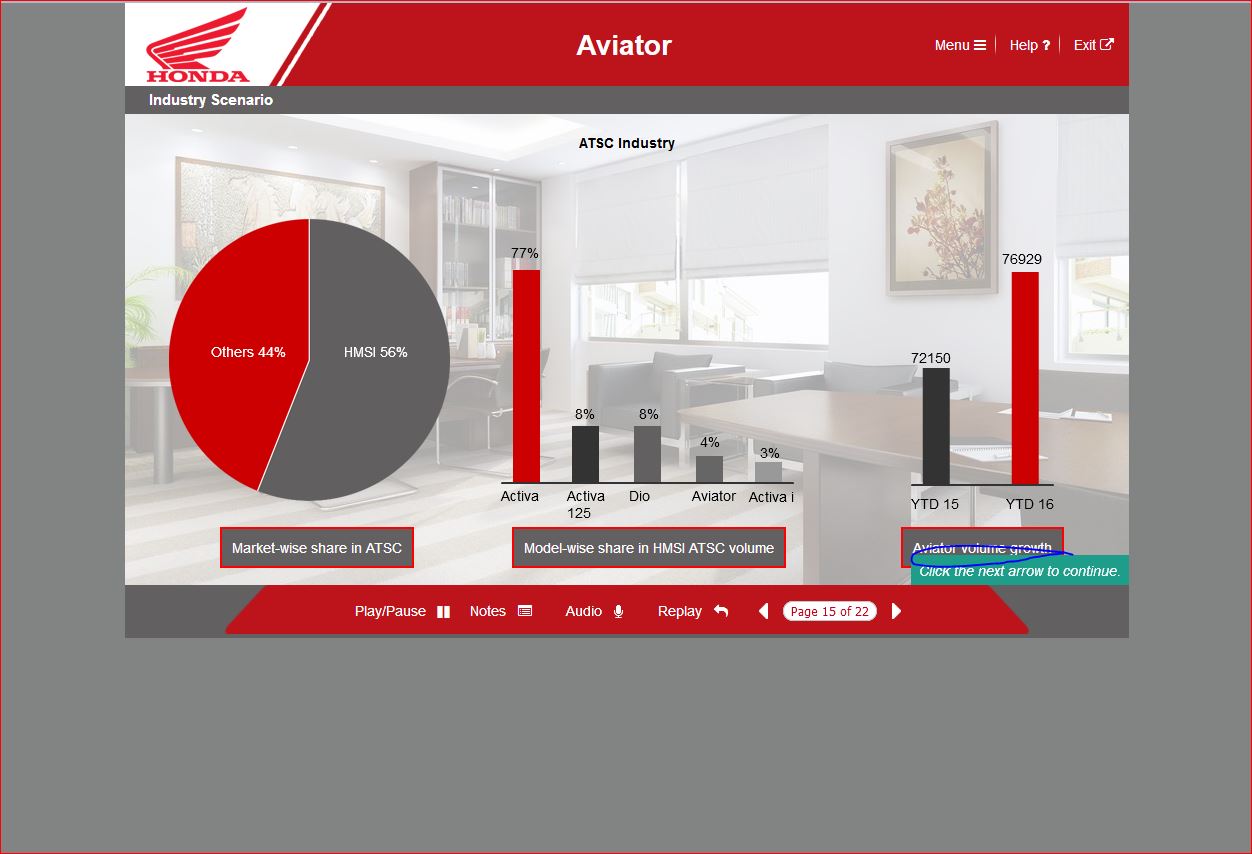 HONDA
Aviator
Menu
Help ?
Exit
Industry Scenario
ATSC Industry
Others 44%
HMSI 56%
77%
8%
8%
4%
3%
Activa
Activa
125
Dio
Aviator
Activa i
72150
76929
YTD 15
YTD 16
Market-wise share in ATSC
Model-wise share in HMSI ATSC volume
Aviator volume growth
Click the next arrow to continue.
Play/Pause
Notes
Audio
Replay
Page 15 of 22